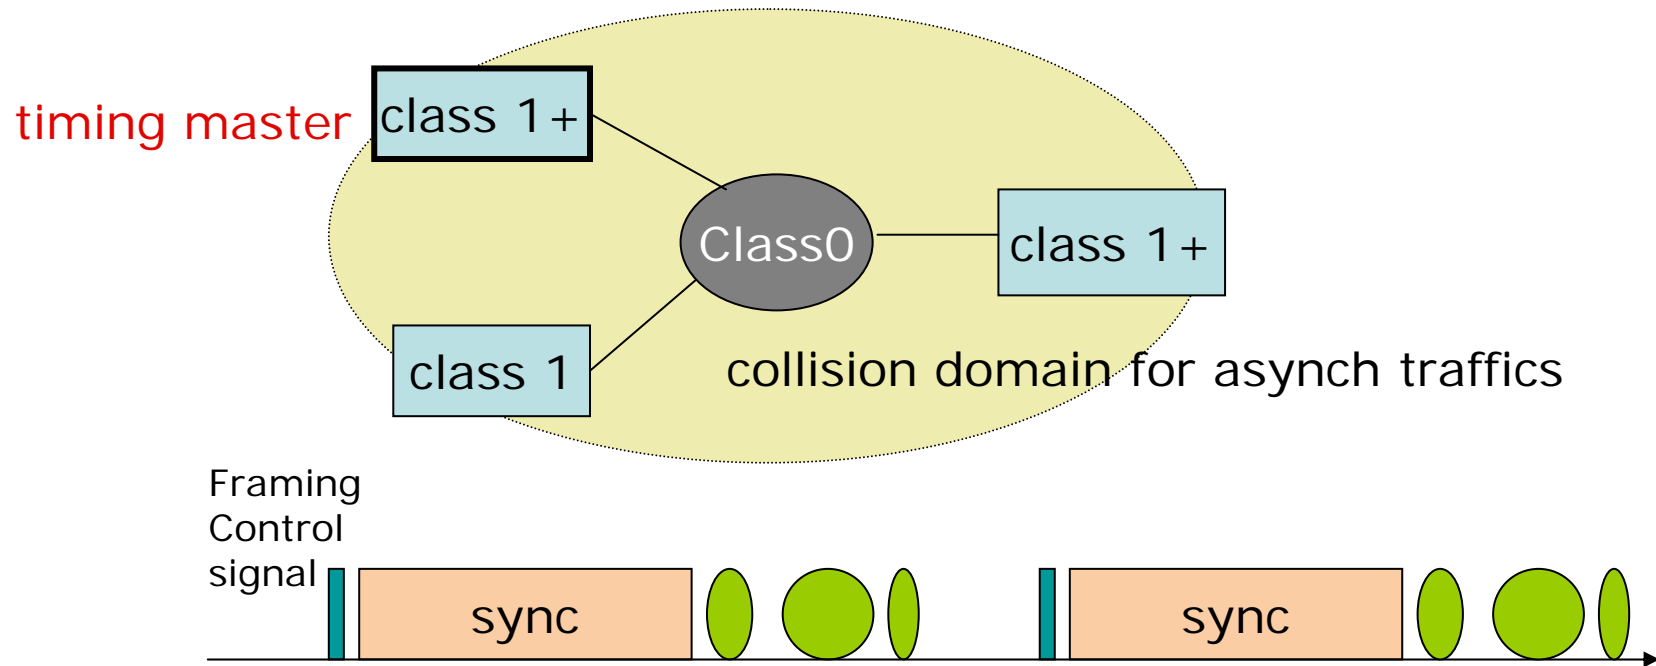 timing master
class 1+
Class0
class 1+
class 1
collision domain for asynch traffics
Framing
Control
signal
sync
sync